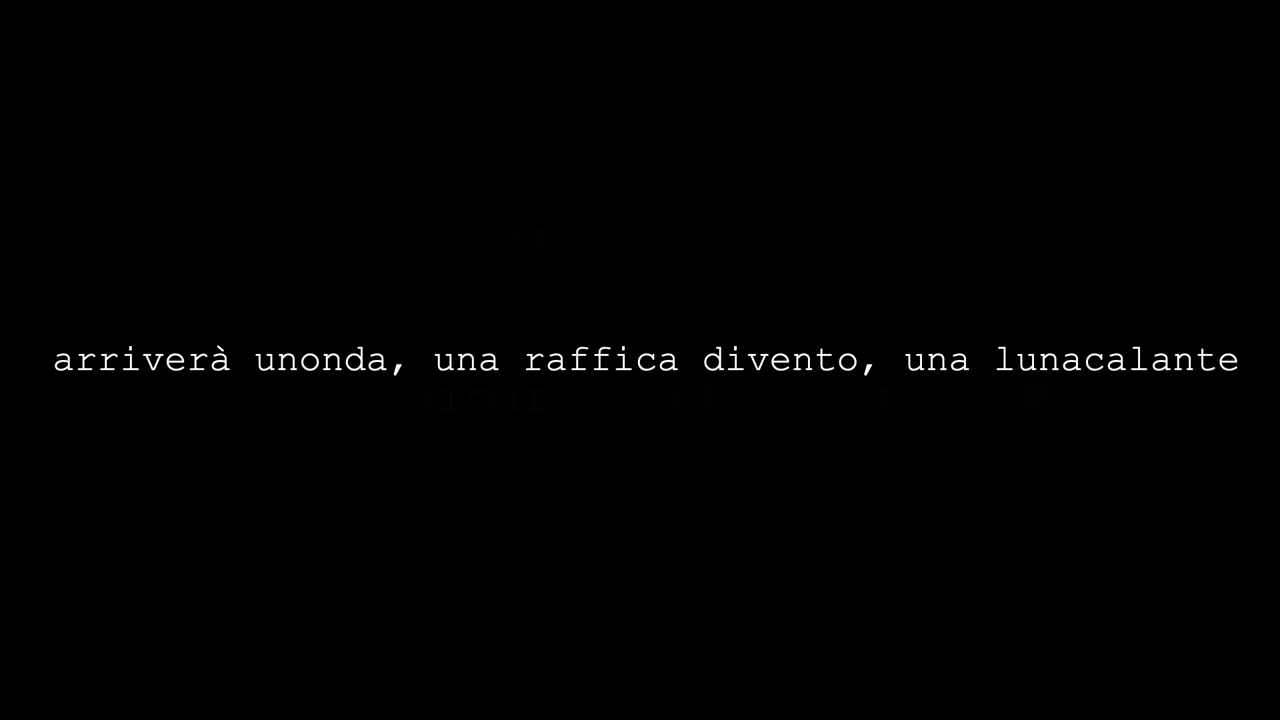 arriverà unonda, una raffica divento, una lunacalante